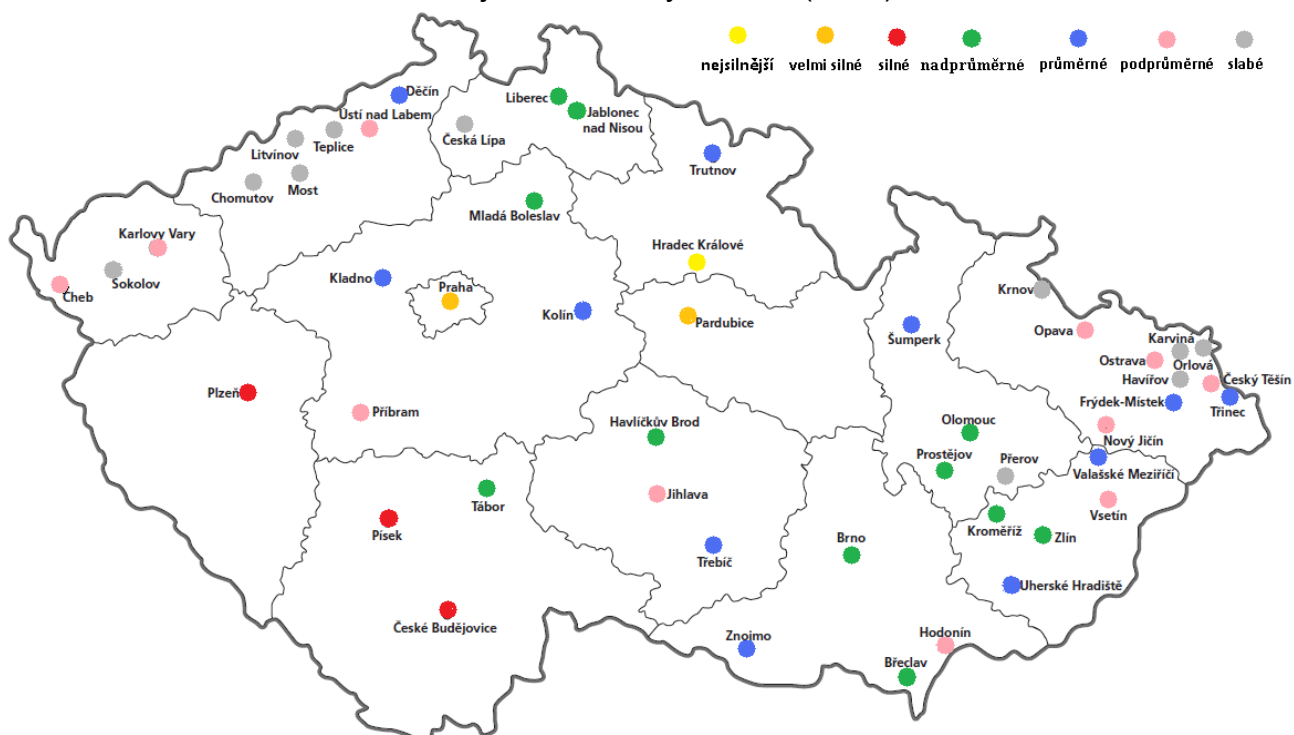 nejsilnější
velmi silné
silné
nadprůměrné
průměrné
podprůměrné
slabé
Děčín
Ústí nad Labem
Teplice
Litvínov
Most
Chomutov
Liberec
Jablonec
nad Nisou
Česká Lípa
Trutnov
Mladá Boleslav
Karlovy Vary
Sokolov
Cheb
Kladno
Praha
Kolín
Hradec Králové
Pardubice
Šumperk
Krnov
Opava
Karviná
Orlová
Ostrava
Havířov
Český Těšín
Třinec
Frýdek-Místek
Nový Jičín
Plzeň
Příbram
Havlíčkův Brod
Olomouc
Prostějov
Přerov
Valašské Meziříčí
Vsetín
Jihlava
Tábor
Písek
Třebíč
Brno
Kroměříž
Zlín
Uherské Hradiště
České Budějovice
Znojmo
Hodonín
Břeclav